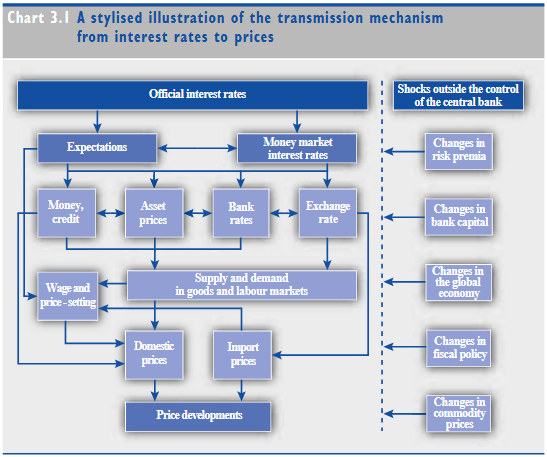 Chart 3.1 A stylised illustration of the transmission mechanism
from interest rates to prices
Official interest rates
Shocks outside the control
of the central bank
Expectations
Money market
interest rates
Changes in
risk premia
Money,
credit
Asset
prices
Bank
rates
Exchange
rate
Changes in
bank capital
Wage and
price-setting
Supply and demand
in goods and labour markets
Changes in
the global
economy
Domestic
prices
Import
prices
Changes in
fiscal policy
Price developments
Changes in
commodity
prices